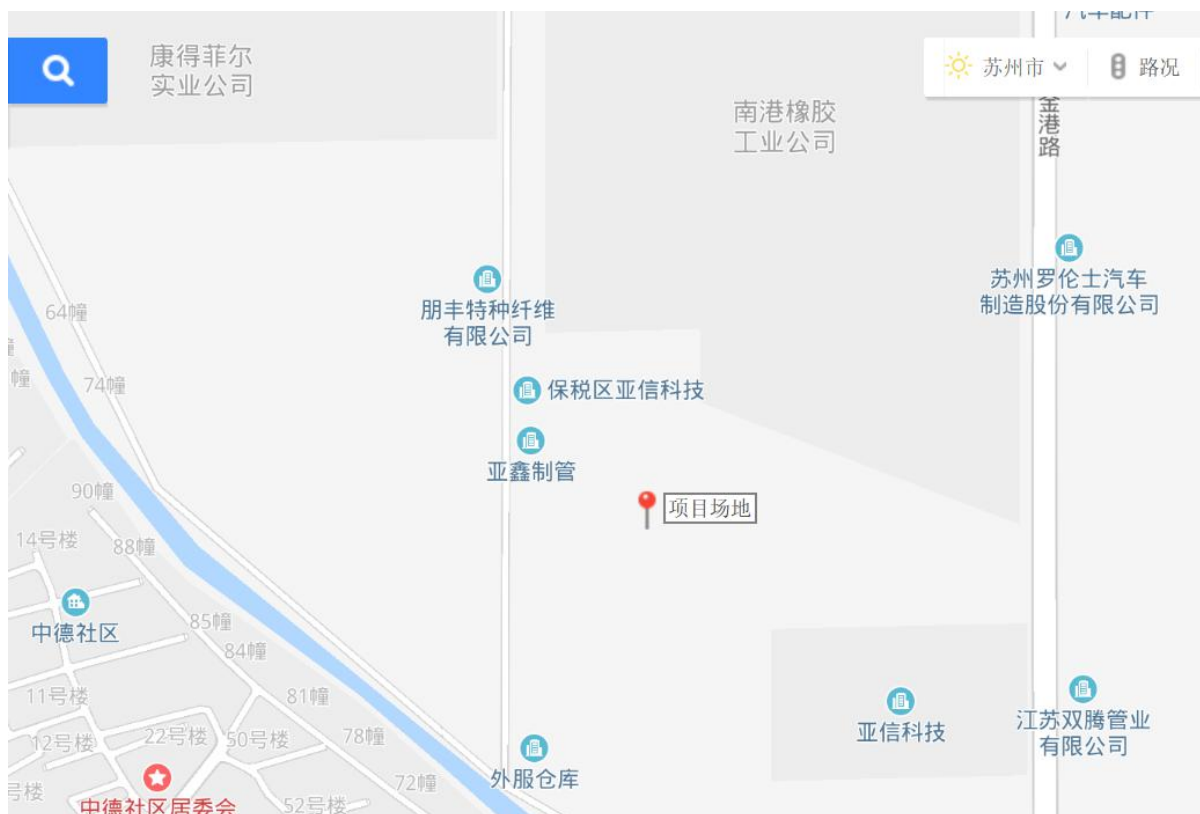 康得菲尔
实业公司
苏州市
路况
南港橡胶
工业公司
金港路
苏州罗伦士汽车
制造股份有限公司
朋丰特种纤维
有限公司
64幢
74幢
幢
保税区亚信科技
亚鑫制管
90幢
项目场地
14号楼
88幢
中德社区
85幢
84幢
11号楼
81幢
亚信科技
江苏双腾管业
有限公司
12号楼
22号楼
50号楼
78幢
外服仓库
72幢
号楼
52号楼
中德社区居委会